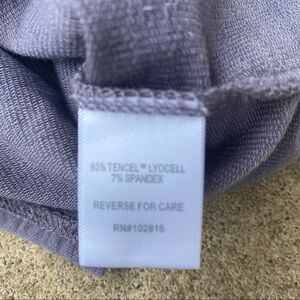 93% TENCEL™ LYOCELL
7% SPANDEX
REVERSE FOR CARE
RN#102816